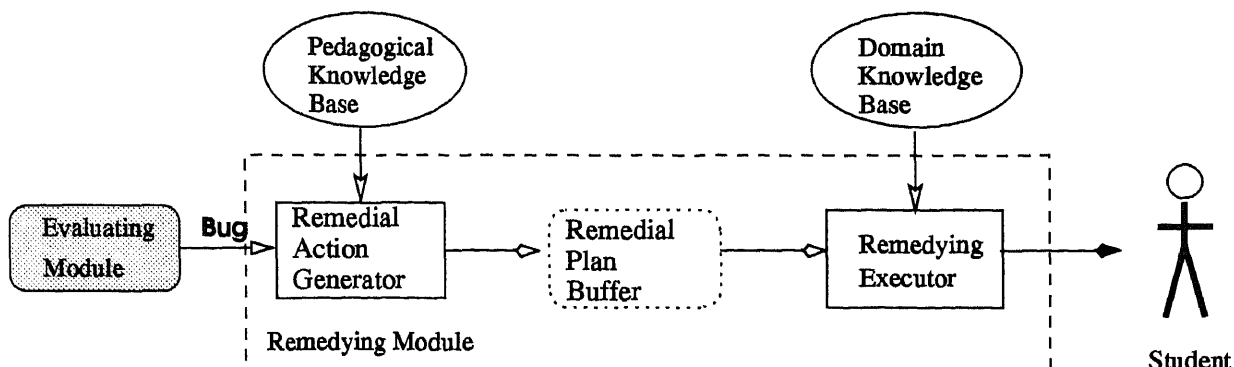 Pedagogical
Knowledge
Base
Domain
Knowledge
Base
Evaluating
Module
Bug
Remedial
Action
Generator
Remedial
Plan
Buffer
Remedying
Executor
Remedying Module
Student